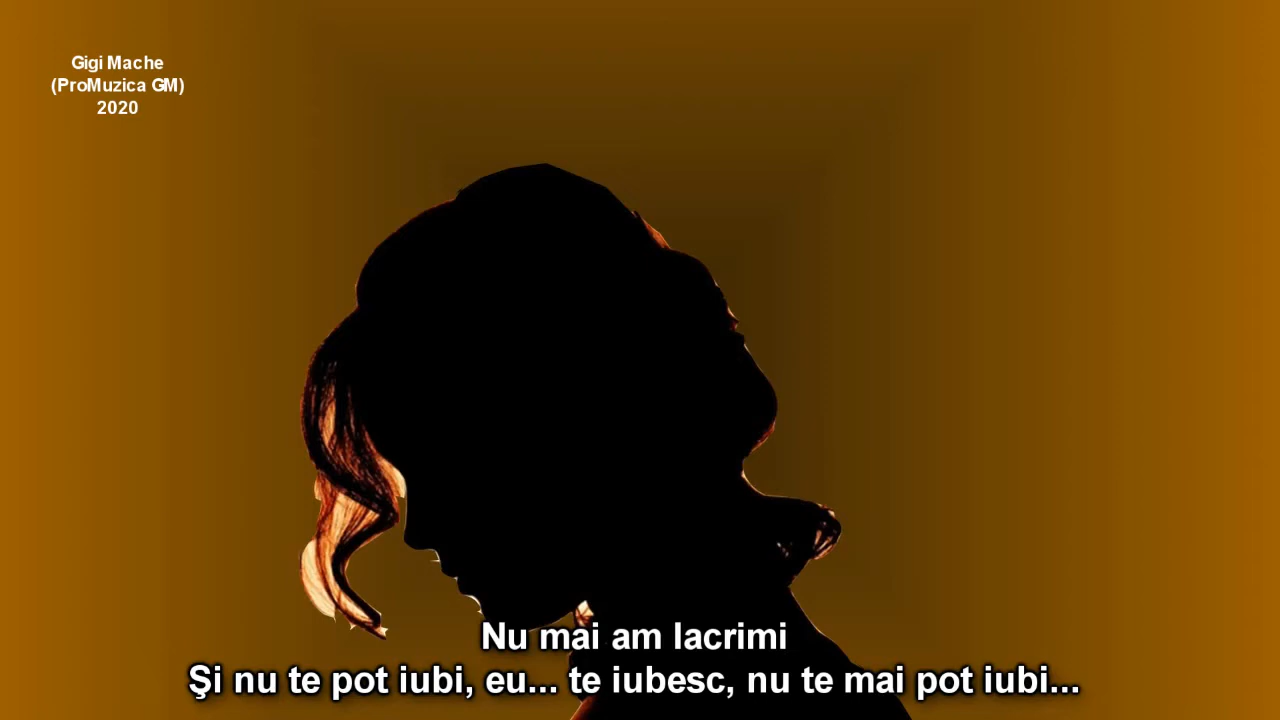 Gigi Mache
(ProMuzica GM)
2020
Nu mai am lacrimi
Şi nu te pot iubi, eu... te iubesc, nu te mai pot iubi...